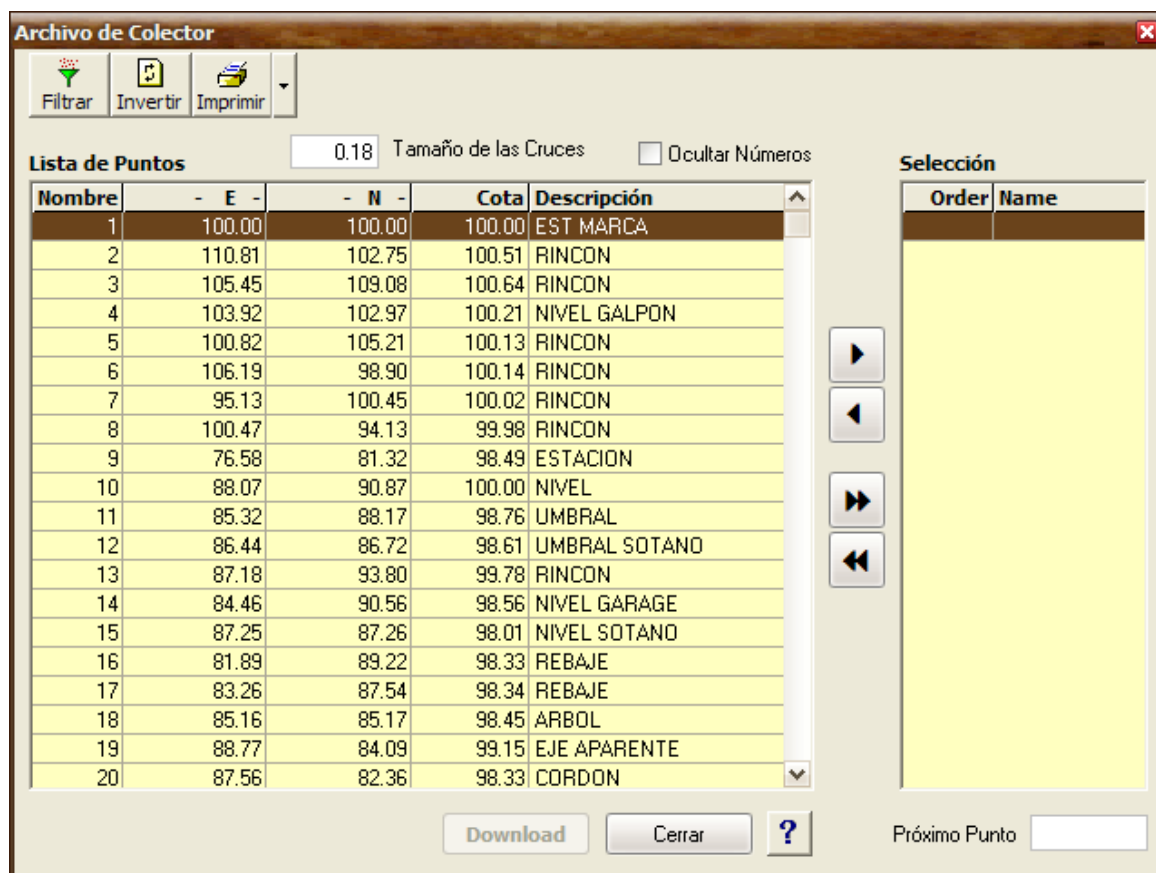 Archivo de Colector
Filtrar Invertir Imprimir
0.18 Tamaño de las Cruces Ocultar Números
Lista de Puntos Selección
Nombre - E - - N - Cota Descripción Order Name
1 100.00 100.00 100.00 EST MARCA
2 110.81 102.75 100.51 RINCON
3 105.45 109.08 100.64 RINCON
4 103.92 102.97 100.21 NIVEL GALPON
5 100.82 105.21 100.13 RINCON
6 106.19 98.90 100.14 RINCON
7 95.13 100.45 100.02 RINCON
8 100.47 94.13 99.98 RINCON
9 76.58 81.32 98.49 ESTACION
10 88.07 90.87 100.00 NIVEL
11 85.32 88.17 98.76 UMBRAL
12 86.44 86.72 98.61 UMBRAL SOTANO
13 87.18 93.80 99.78 RINCON
14 84.46 90.56 98.56 NIVEL GARAGE
15 87.25 87.26 98.01 NIVEL SOTANO
16 81.89 89.22 98.33 REBAJE
17 83.26 87.54 98.34 REBAJE
18 85.16 85.17 98.45 ARBOL
19 88.77 84.09 99.15 EJE APARENTE
20 87.56 82.36 98.33 CORDON
Download Cerrar ? Próximo Punto